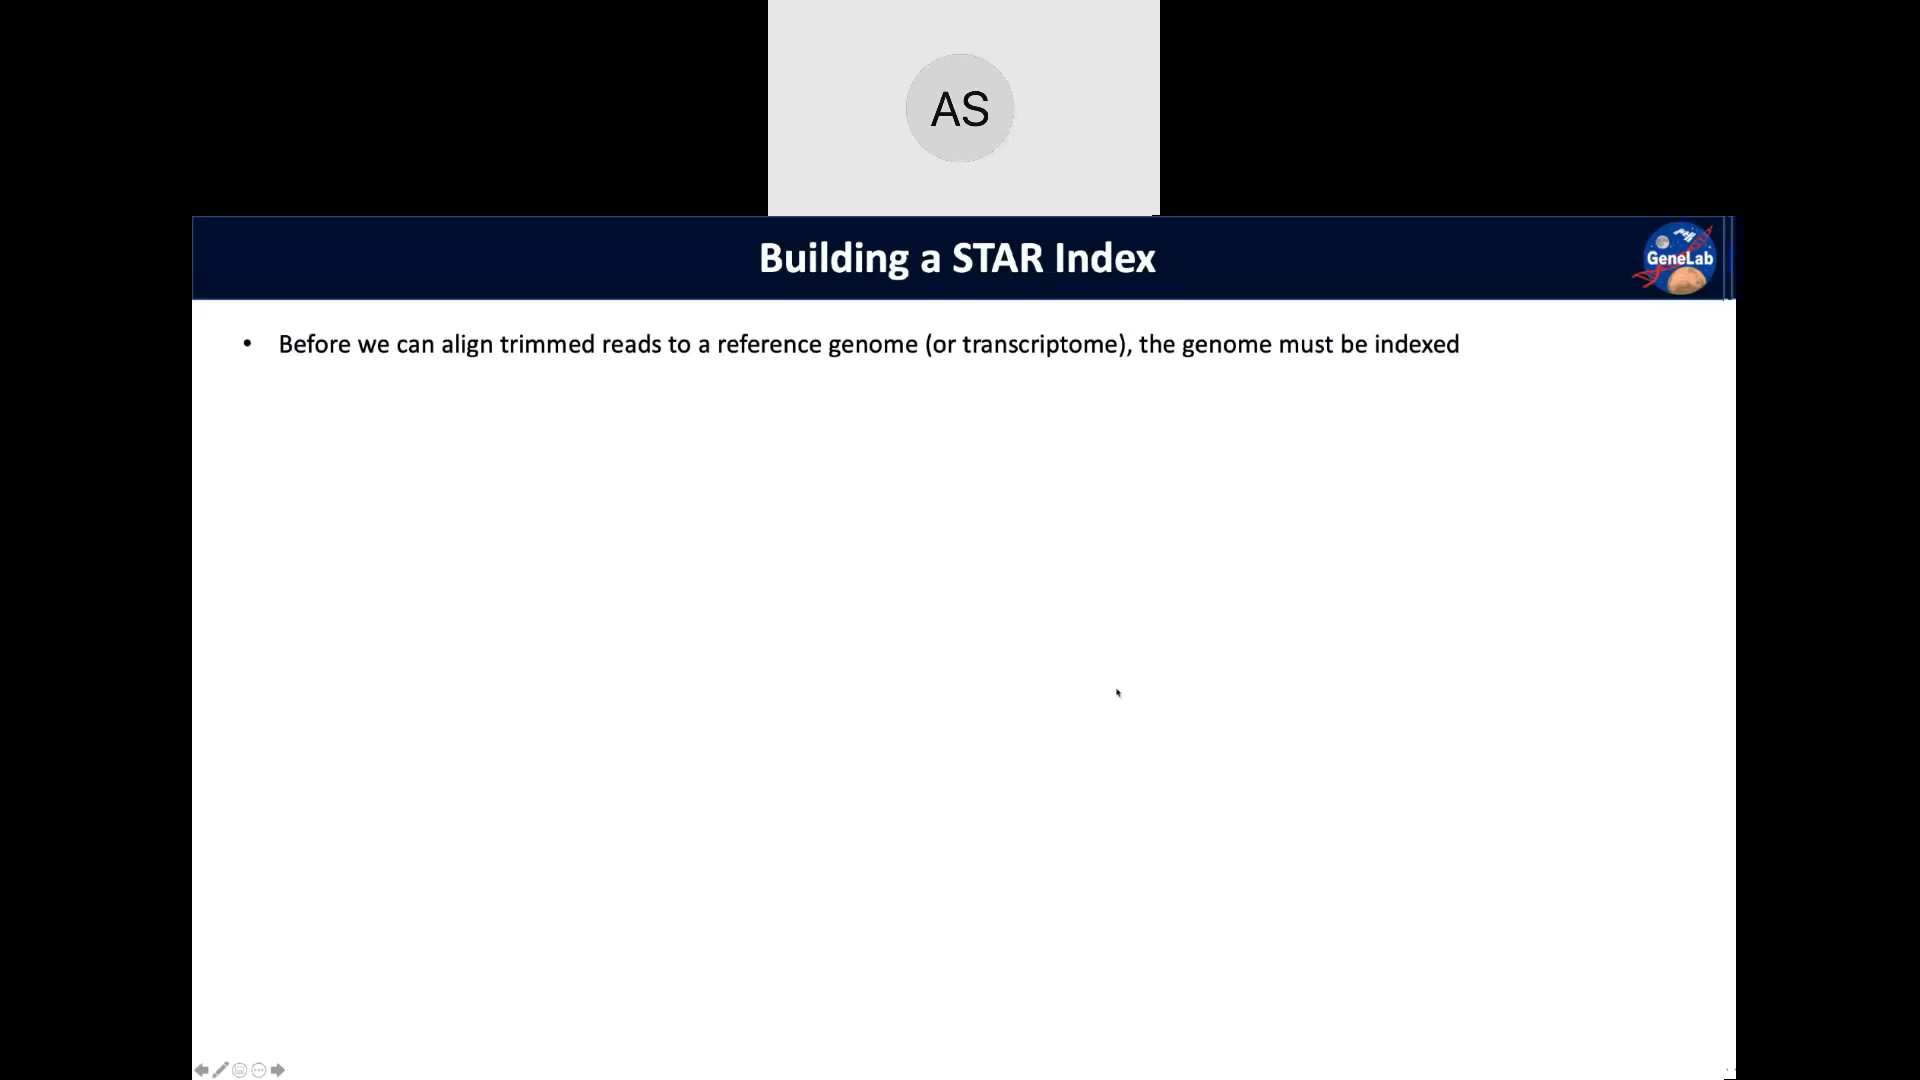 AS
Building a STAR Index
GeneLab
• Before we can align trimmed reads to a reference genome (or transcriptome), the genome must be indexed